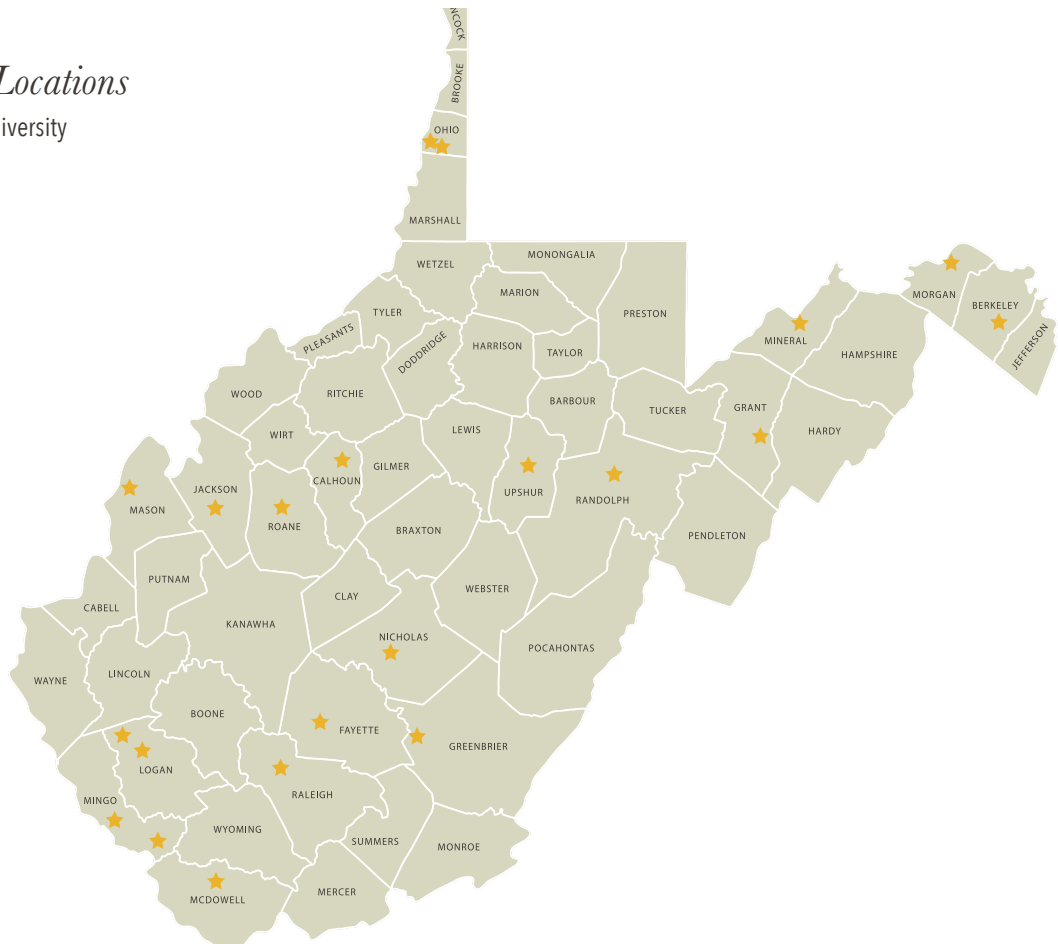 Locations
iversity
NCOCK
BROOKE
OHIO
MARSHALL
WETZEL
MONONGALIA
MARION
PRESTON
TYLER
PLEASANTS
DODDRIDGE
HARRISON
TAYLOR
MINERAL
HAMPSHIRE
MORGAN
BERKELEY
JEFFERSON
WOOD
RITCHIE
BARBOUR
TUCKER
GRANT
HARDY
WIRT
LEWIS
CALHOUN
GILMER
UPSHUR
RANDOLPH
JACKSON
MASON
ROANE
BRAXTON
PENDLETON
PUTNAM
CLAY
WEBSTER
CABELL
KANAWHA
NICHOLAS
POCAHONTAS
WAYNE
LINCOLN
BOONE
FAYETTE
GREENBRIER
LOGAN
MINGO
RALEIGH
WYOMING
SUMMERS
MONROE
MCDOWELL
MERCER